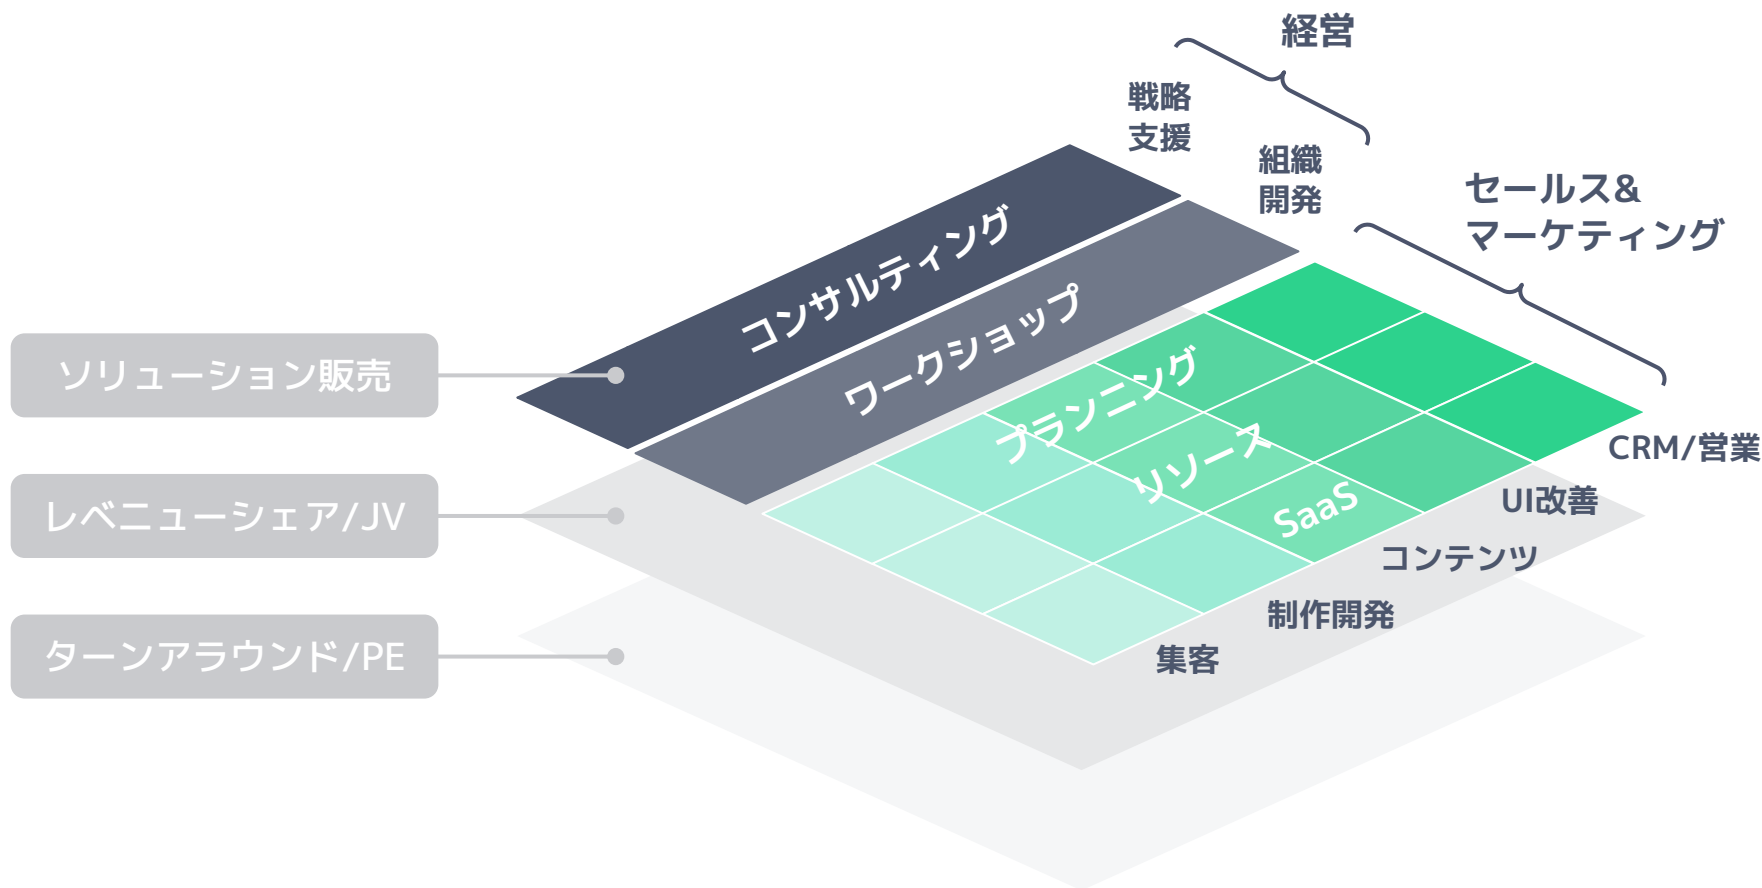 経営
戦略
支援
組織
開発
セールス&
マーケティング
コンサルティング
ワークショップ
プランニング
リソース
SaaS
ソリューション販売
レベニューシェア/JV
ターンアラウンド/PE
CRM/営業
UI改善
コンテンツ
制作開発
集客